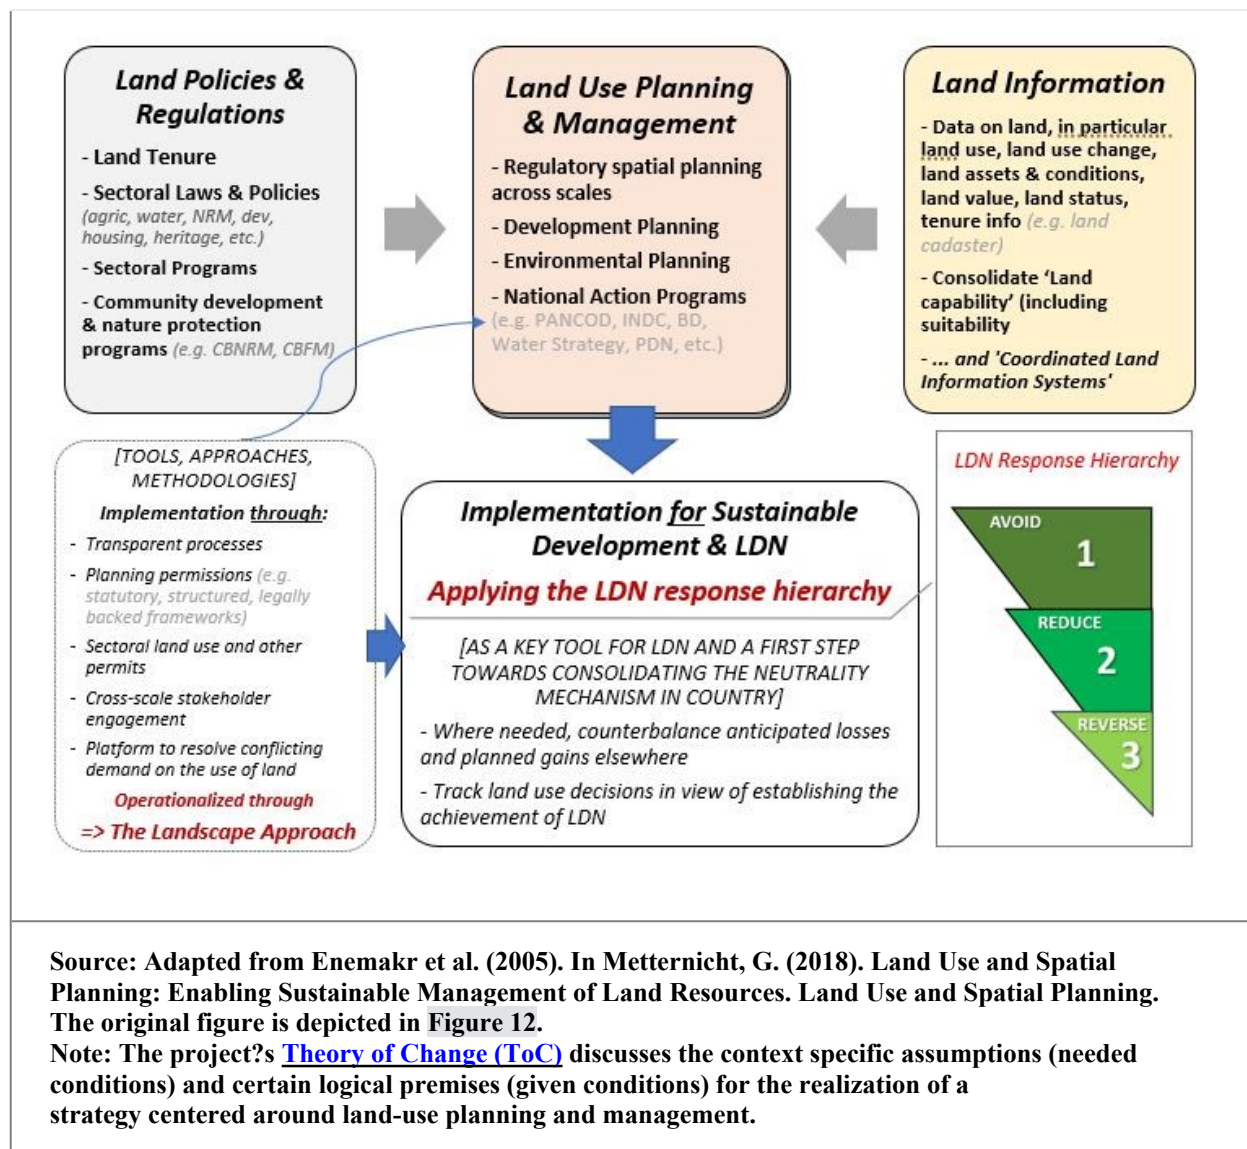 Land Policies &
Regulations
- Land Tenure
- Sectoral Laws & Policies
(agric, water, NRM, dev,
housing, heritage, etc.)
- Sectoral Programs
- Community development
& nature protection
programs (e.g. CBNRM, CBFM)
Land Use Planning
& Management
- Regulatory spatial planning
across scales
- Development Planning
- Environmental Planning
- National Action Programs
(e.g. PANCOD, INDC, BD,
Water Strategy, PDN, etc.)
Land Information
- Data on land, in particular
land use, land use change,
land assets & conditions,
land value, land status,
tenure info (e.g. land
cadaster)
- Consolidate ‘Land
capability’ (including
suitability
- ... and 'Coordinated Land
Information Systems'
[TOOLS, APPROACHES,
METHODOLOGIES]
Implementation through:
- Transparent processes
- Planning permissions (e.g.
statutory, structured, legally
backed frameworks)
- Sectoral land use and other
permits
- Cross-scale stakeholder
engagement
- Platform to resolve conflicting
demand on the use of land
Operationalized through
=> The Landscape Approach
Implementation for Sustainable
Development & LDN
Applying the LDN response hierarchy
[AS A KEY TOOL FOR LDN AND A FIRST STEP
TOWARDS CONSOLIDATING THE NEUTRALITY
MECHANISM IN COUNTRY]
- Where needed, counterbalance anticipated losses
and planned gains elsewhere
- Track land use decisions in view of establishing the
achievement of LDN
LDN Response Hierarchy
AVOID
1
REDUCE
2
REVERSE
3
Source: Adapted from Enemakr et al. (2005). In Metternicht, G. (2018). Land Use and Spatial
Planning: Enabling Sustainable Management of Land Resources. Land Use and Spatial Planning.
The original figure is depicted in Figure 12.
Note: The project?s Theory of Change (ToC) discusses the context specific assumptions (needed
conditions) and certain logical premises (given conditions) for the realization of a
strategy centered around land-use planning and management.